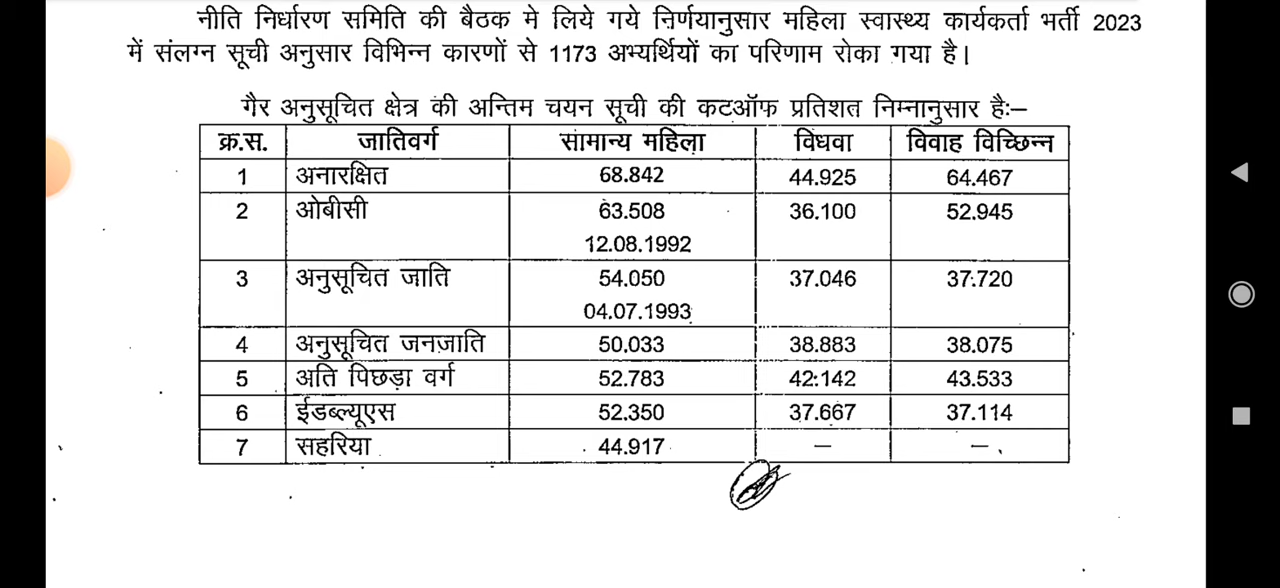 नीति निर्धारण समिति की बैठक मे लिये गये निर्णयानुसार महिला स्वास्थ्य कार्यकर्ता भर्ती 2023
में संलग्न सूची अनुसार विभिन्न कारणों से 1173 अभ्यर्थियों का परिणाम रोका गया है।
गैर अनुसूचित क्षेत्र की अन्तिम चयन सूची की कटऑफ प्रतिशत निम्नानुसार हैः–
क्र.स. जातिवर्ग सामान्य महिला विधवा विवाह विच्छिन्न
1 अनारक्षित 68.842 44.925 64.467
2 ओबीसी 63.508 36.100 52.945
12.08.1992
3 अनुसूचित जाति 54.050 37.046 37.720
04.07.1993
4 अनुसूचित जनजाति 50.033 38.883 38.075
5 अति पिछड़ा वर्ग 52.783 42.142 43.533
6 ईडब्ल्यूएस 52.350 37.667 37.114
7 सहरिया 44.917 – –